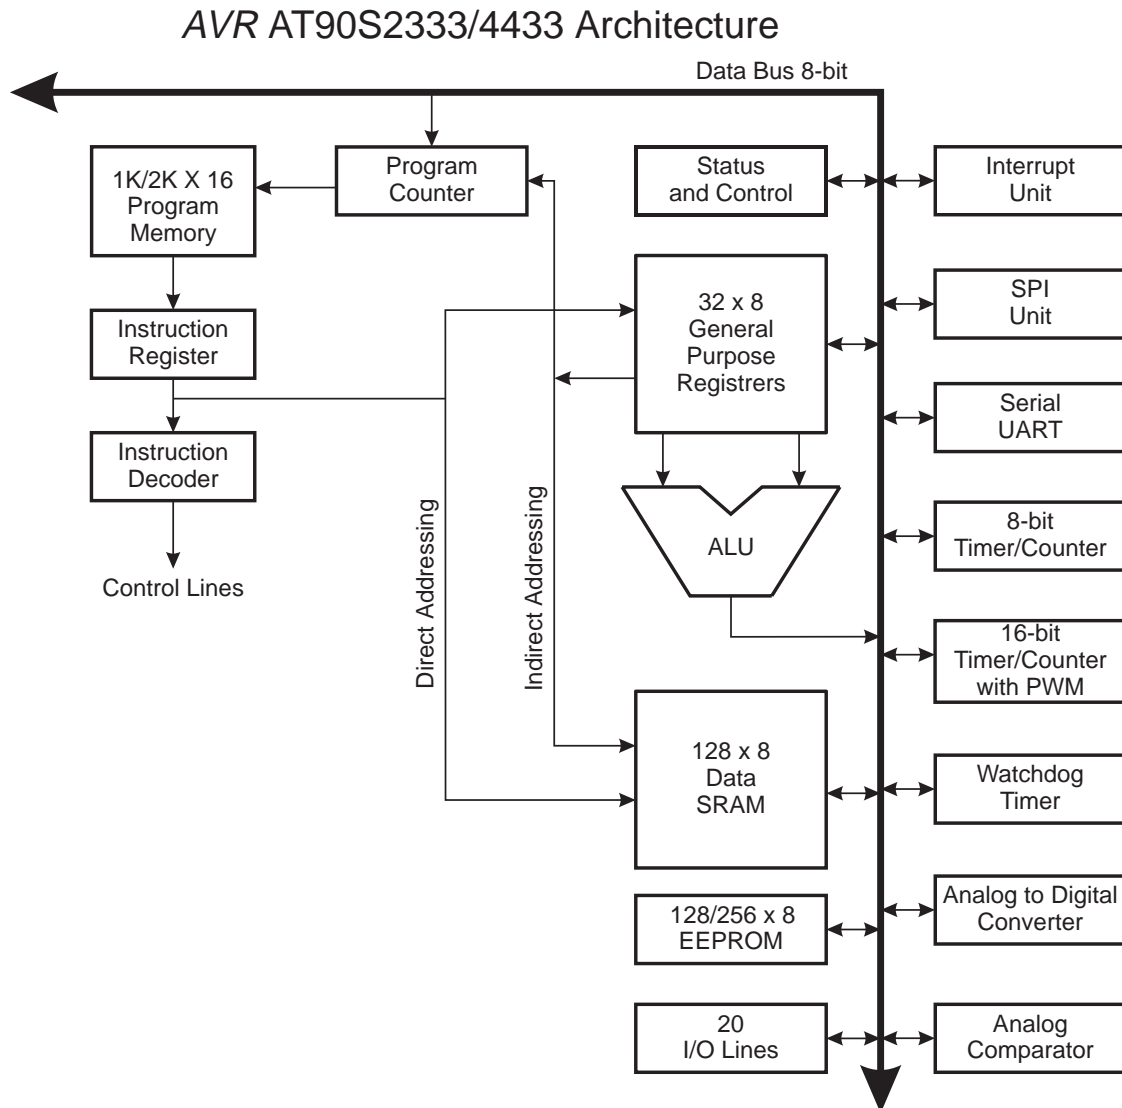 AVR AT90S2333/4433 Architecture
Data Bus 8-bit
1K/2K X 16
Program
Memory
Program
Counter
Status
and Control
Interrupt
Unit
Instruction
Register
32 x 8
General
Purpose
Registrers
SPI
Unit
Serial
UART
Instruction
Decoder
Control Lines
Direct Addressing
Indirect Addressing
ALU
8-bit
Timer/Counter
16-bit
Timer/Counter
with PWM
128 x 8
Data
SRAM
Watchdog
Timer
128/256 x 8
EEPROM
Analog to Digital
Converter
20
I/O Lines
Analog
Comparator